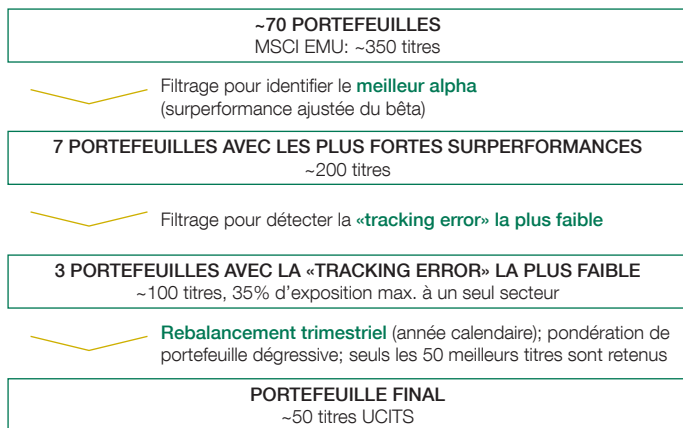 ~70 PORTEFEUILLES
MSCI EMU: ~350 titres
Filtrage pour identifier le meilleur alpha
(surperformance ajustée du bêta)
7 PORTEFEUILLES AVEC LES PLUS FORTES SURPERFORMANCES
~200 titres
Filtrage pour détecter la «tracking error» la plus faible
3 PORTEFEUILLES AVEC LA «TRACKING ERROR» LA PLUS FAIBLE
~100 titres, 35% d’exposition max. à un seul secteur
Rebalancement trimestriel (année calendaire); pondération de
portefeuille dégressive; seuls les 50 meilleurs titres sont retenus
PORTEFEUILLE FINAL
~50 titres UCITS